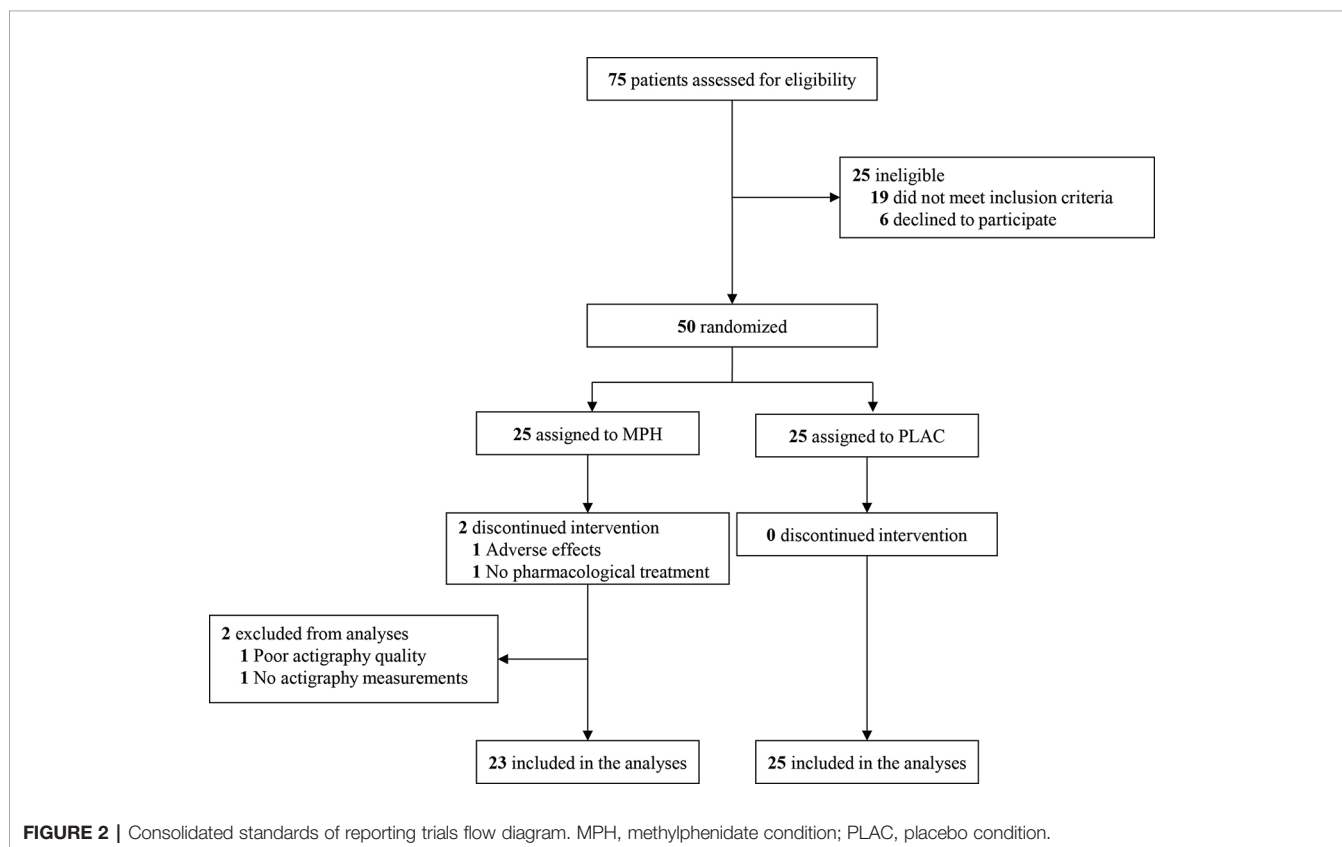 75 patients assessed for eligibility
25 ineligible
19 did not meet inclusion criteria
6 declined to participate
50 randomized
25 assigned to MPH
25 assigned to PLAC
2 discontinued intervention
1 Adverse effects
1 No pharmacological treatment
0 discontinued intervention
2 excluded from analyses
1 Poor actigraphy quality
1 No actigraphy measurements
23 included in the analyses
25 included in the analyses
FIGURE 2 | Consolidated standards of reporting trials flow diagram. MPH, methylphenidate condition; PLAC, placebo condition.